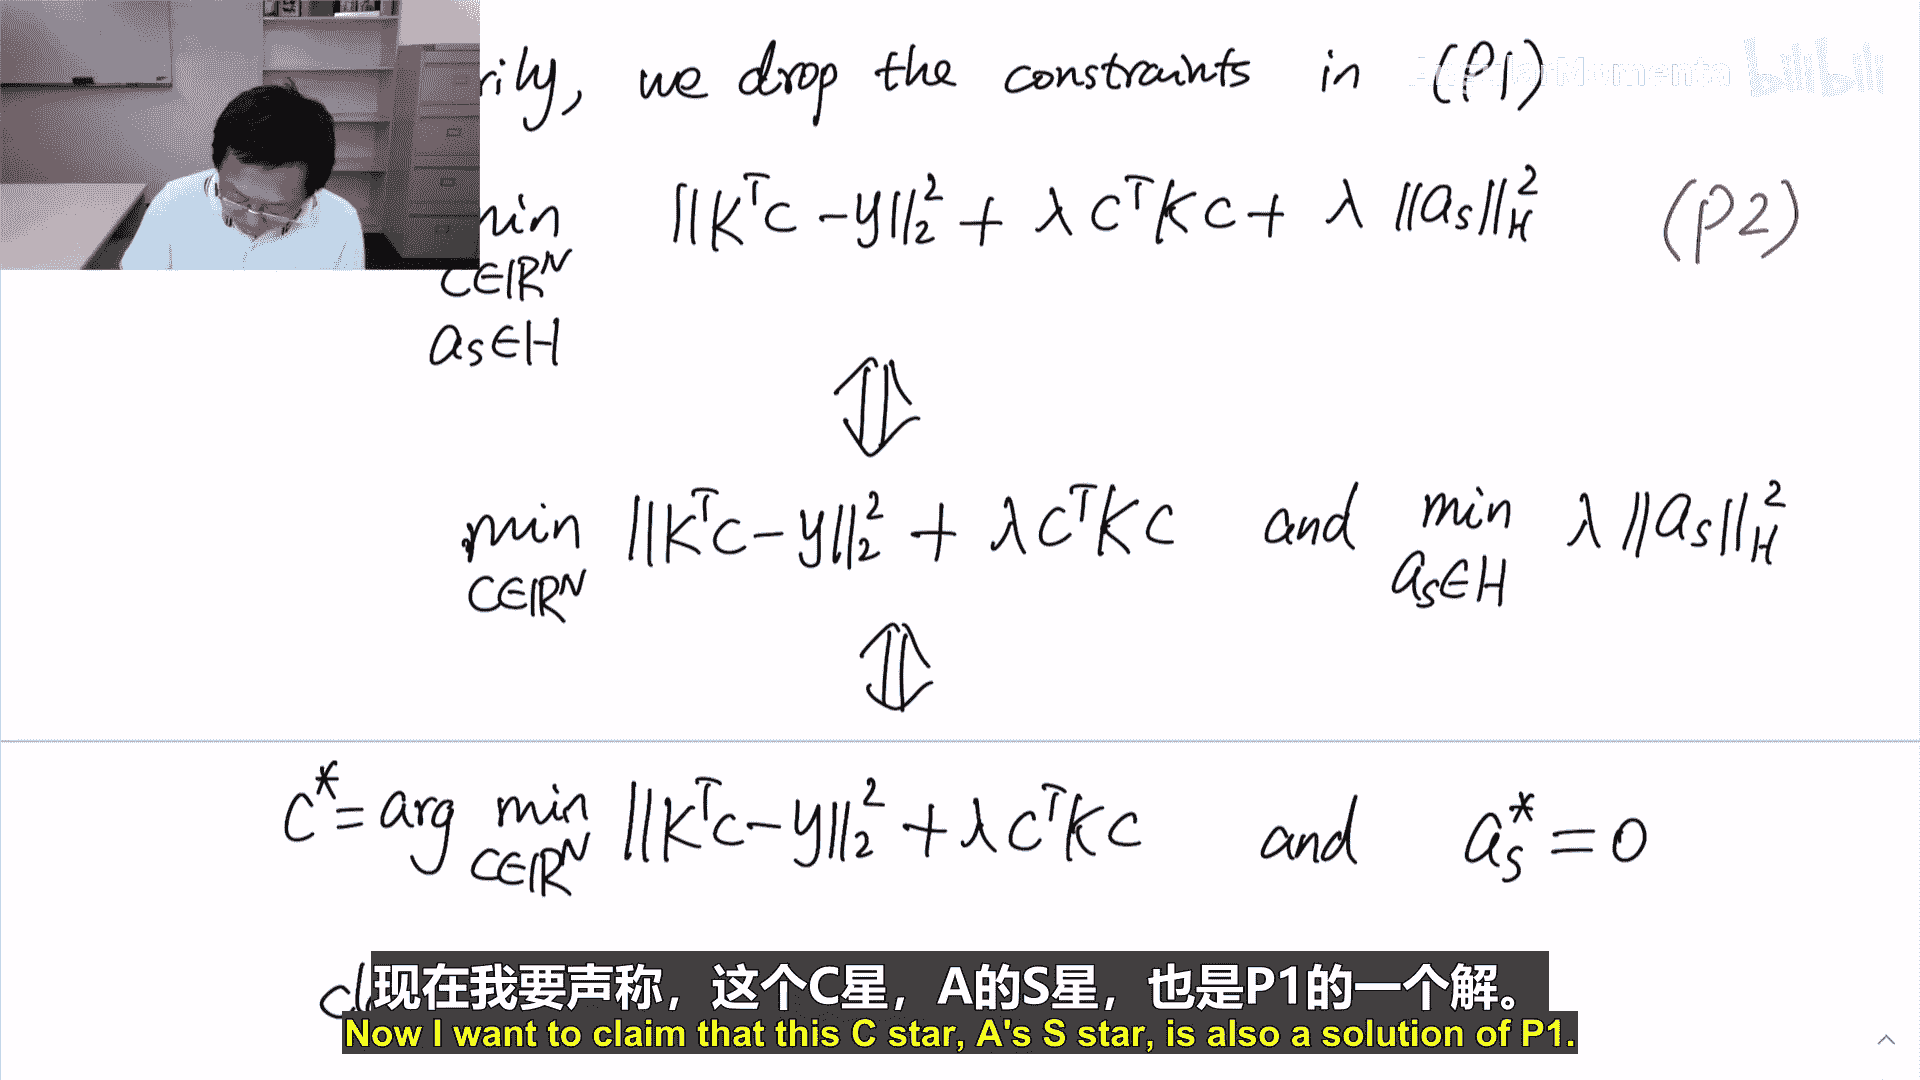 rily, we drop the constraints in (P1)
bilibili
min ||K^T c - y||_2^2 + λ c^T K c + λ ||a_s||_H^2 (P2)
c∈ℝ^N
a_s∈H
⇕
min ||K^T c - y||_2^2 + λ c^T K c and min λ ||a_s||_H^2
c∈ℝ^N a_s∈H
⇕
c^* = arg min ||K^T c - y||_2^2 + λ c^T K c and a_s^* = 0
c∈ℝ^N
现在我要声称，这个C星，A的S星，也是P1的一个解。
Now I want to claim that this C star, A's S star, is also a solution of P1.